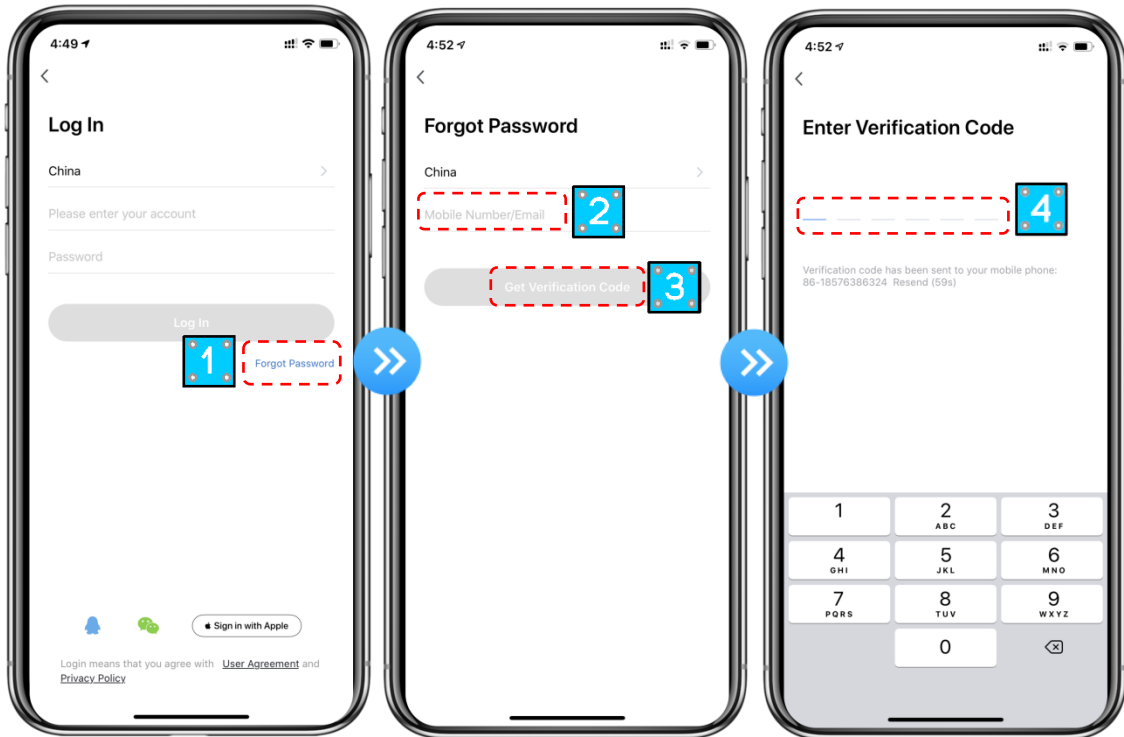 4:49
Log In
China
Please enter your account
Password
Log In
1
Forgot Password
Sign in with Apple
Login means that you agree with User Agreement and
Privacy Policy
4:52
Forgot Password
China
Mobile Number/Email
2
Get Verification Code
3
4:52
Enter Verification Code
4
Verification code has been sent to your mobile phone:
86-18576386324 Resend (59s)
1 2 3
ABC DEF
4 5 6
GHI JKL MNO
7 8 9
PQRS TUV WXYZ
0